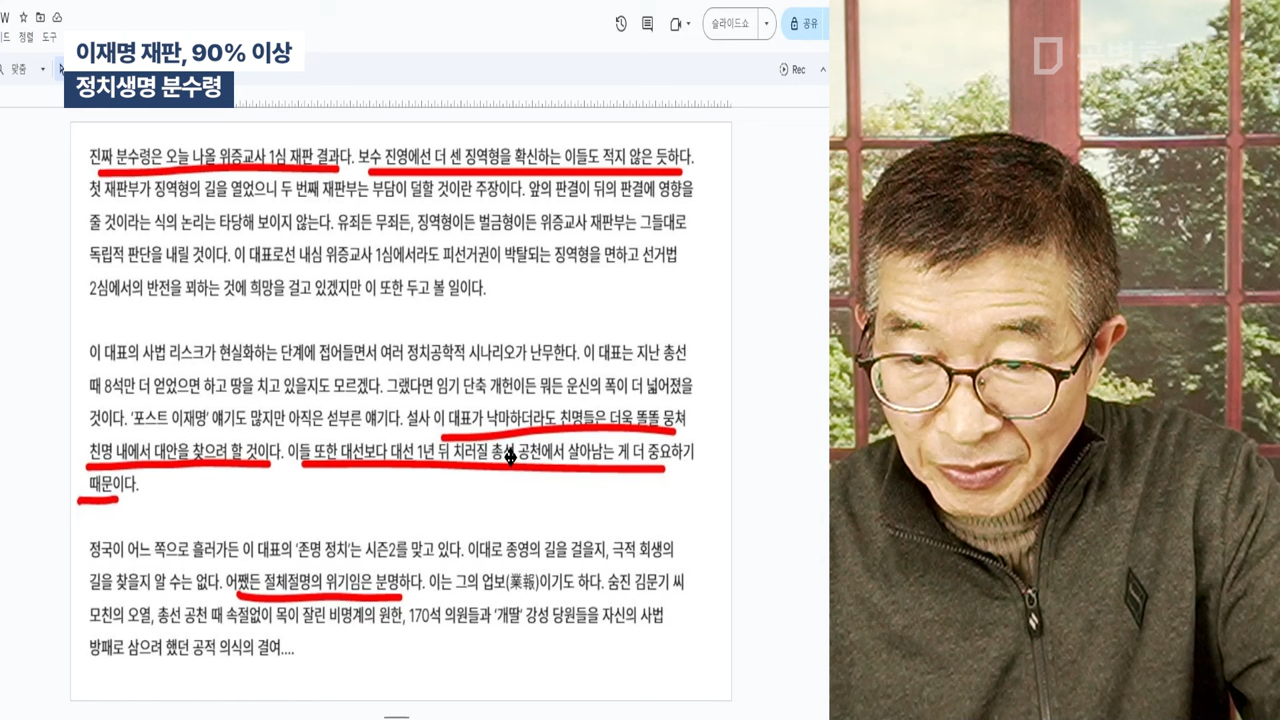 W
이드 정렬 도구
슬라이드쇼
공유
이재명 재판, 90% 이상
정치생명 분수령
맞춤
Rec
공병호TV
진짜 분수령은 오늘 나올 위증교사 1심 재판 결과다. 보수 진영에선 더 센 징역형을 확신하는 이들도 적지 않은 듯하다.
첫 재판부가 징역형의 길을 열었으니 두 번째 재판부는 부담이 덜할 것이란 주장이다. 앞의 판결이 뒤의 판결에 영향을
줄 것이라는 식의 논리는 타당해 보이지 않는다. 유죄든 무죄든, 징역형이든 벌금형이든 위증교사 재판부는 그들대로
독립적 판단을 내릴 것이다. 이 대표로선 내심 위증교사 1심에서라도 피선거권이 박탈되는 징역형을 면하고 선거법
2심에서의 반전을 꾀하는 것에 희망을 걸고 있겠지만 이 또한 두고 볼 일이다.
이 대표의 사법 리스크가 현실화하는 단계에 접어들면서 여러 정치공학적 시나리오가 난무한다. 이 대표는 지난 총선
때 8석만 더 얻었으면 하고 땅을 치고 있을지도 모르겠다. 그랬다면 임기 단축 개헌이든 뭐든 운신의 폭이 더 넓어졌을
것이다. ‘포스트 이재명’ 얘기도 많지만 아직은 섣부른 얘기다. 설사 이 대표가 낙마하더라도 친명들은 더욱 똘똘 뭉쳐
친명 내에서 대안을 찾으려 할 것이다. 이들 또한 대선보다 대선 1년 뒤 치러질 총선 공천에서 살아남는 게 더 중요하기
때문이다.
정국이 어느 쪽으로 흘러가든 이 대표의 ‘존명 정치’는 시즌2를 맞고 있다. 이대로 종영의 길을 걸을지, 극적 회생의
길을 찾을지 알 수는 없다. 어쨌든 절체절명의 위기임은 분명하다. 이는 그의 업보(業報)이기도 하다. 숨진 김문기 씨
모친의 오열, 총선 공천 때 속절없이 목이 잘린 비명계의 원한, 170석 의원들과 ‘개딸’ 강성 당원들을 자신의 사법
방패로 삼으려 했던 공적 의식의 결여....